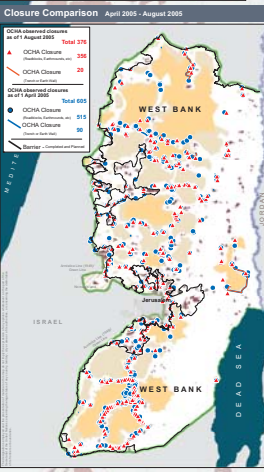 Closure Comparison April 2005 - August 2005
OCHA observed closures
as of 1 August 2005
Total 376
OCHA Closure 356
(Roadblocks, Earthmounds, etc)
OCHA Closure 20
(Trench or Earth Wall)
OCHA observed closures
as of 1 April 2005
Total 605
OCHA Closure 515
(Roadblocks, Earthmounds, etc)
OCHA Closure 90
(Trench or Earth Wall)
Barrier - Completed and Planned
WEST BANK
MEDITE
JORDAN
Jerusalem
ISRAEL
WEST BANK
DEAD SEA